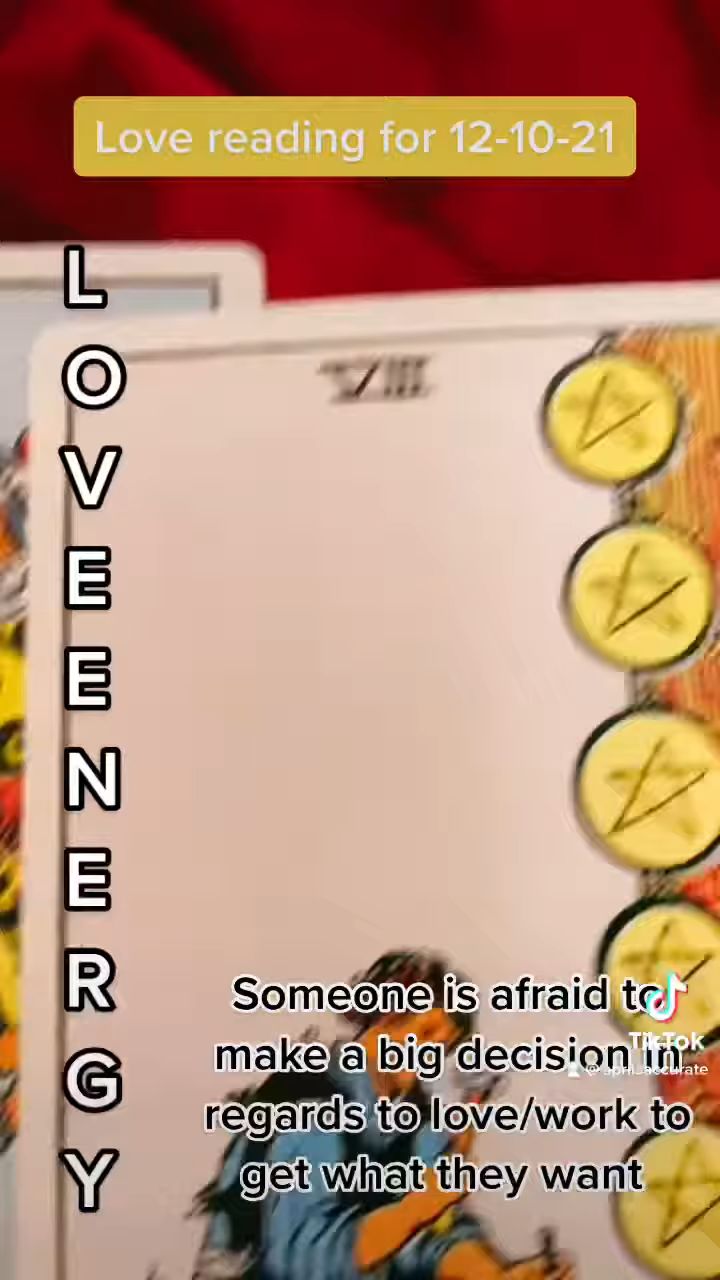 Love reading for 12-10-21
L
O
V
E
E
N
E
R
G
Y
VIII
Someone is afraid to
make a big decision in
regards to love/work to
get what they want
TikTok